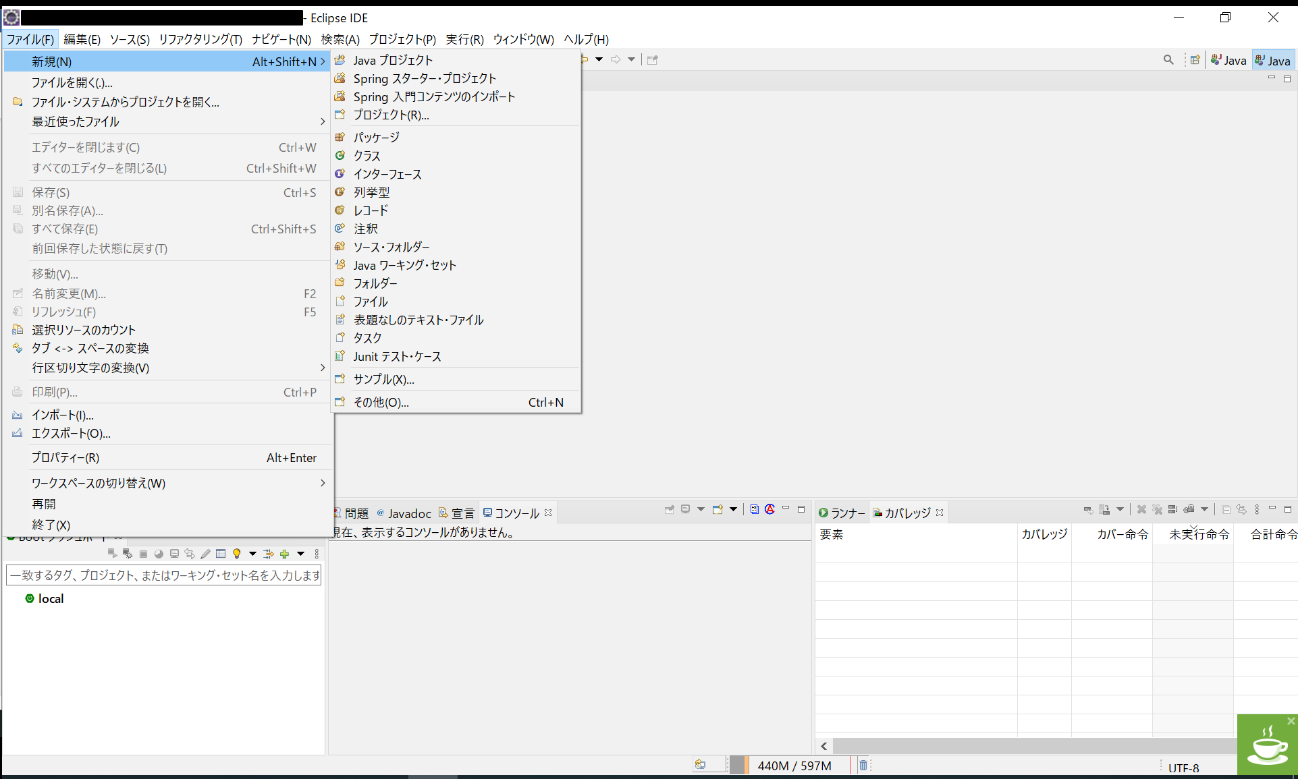 - Eclipse IDE
ファイル(F) 編集(E) ソース(S) リファクタリング(T) ナビゲート(N) 検索(A) プロジェクト(P) 実行(R) ウィンドウ(W) ヘルプ(H)
Java Java
新規(N) Alt+Shift+N
ファイルを開く(.)...
ファイル・システムからプロジェクトを開く...
最近使ったファイル
エディターを閉じます(C) Ctrl+W
すべてのエディターを閉じる(L) Ctrl+Shift+W
保存(S) Ctrl+S
別名保存(A)...
すべて保存(E) Ctrl+Shift+S
前回保存した状態に戻す(T)
移動(V)...
名前変更(M)... F2
リフレッシュ(F) F5
選択リソースのカウント
タブ <-> スペースの変換
行区切り文字の変換(V)
印刷(P)... Ctrl+P
インポート(I)...
エクスポート(O)...
プロパティー(R) Alt+Enter
ワークスペースの切り替え(W)
再開
終了(X)
Java プロジェクト
Spring スターター・プロジェクト
Spring 入門コンテンツのインポート
プロジェクト(R)...
パッケージ
クラス
インターフェース
列挙型
レコード
注釈
ソース・フォルダー
Java ワーキング・セット
フォルダー
ファイル
表題なしのテキスト・ファイル
タスク
Junit テスト・ケース
サンプル(X)...
その他(O)... Ctrl+N
一致するタグ、プロジェクト、またはワーキング・セット名を入力します
local
問題 Javadoc 宣言 コンソール
現在、表示するコンソールがありません。
ランナー カバレッジ
要素 カバレッジ カバー命令 未実行命令 合計命令
440M / 597M
UTF-8